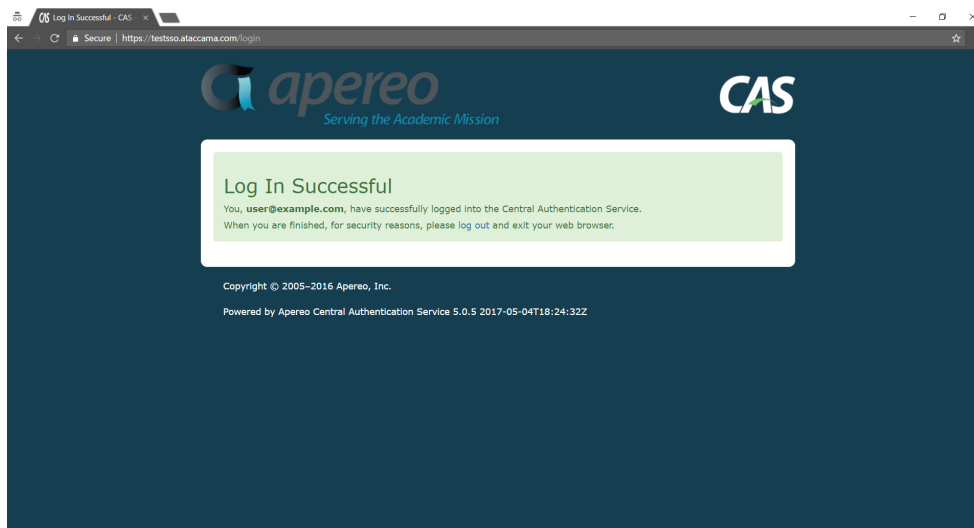 Log In Successful - CAS
Secure | https://testsso.ataccama.com/login
apereo
Serving the Academic Mission
CAS
Log In Successful
You, user@example.com, have successfully logged into the Central Authentication Service.
When you are finished, for security reasons, please log out and exit your web browser.
Copyright © 2005–2016 Apereo, Inc.
Powered by Apereo Central Authentication Service 5.0.5 2017-05-04T18:24:32Z